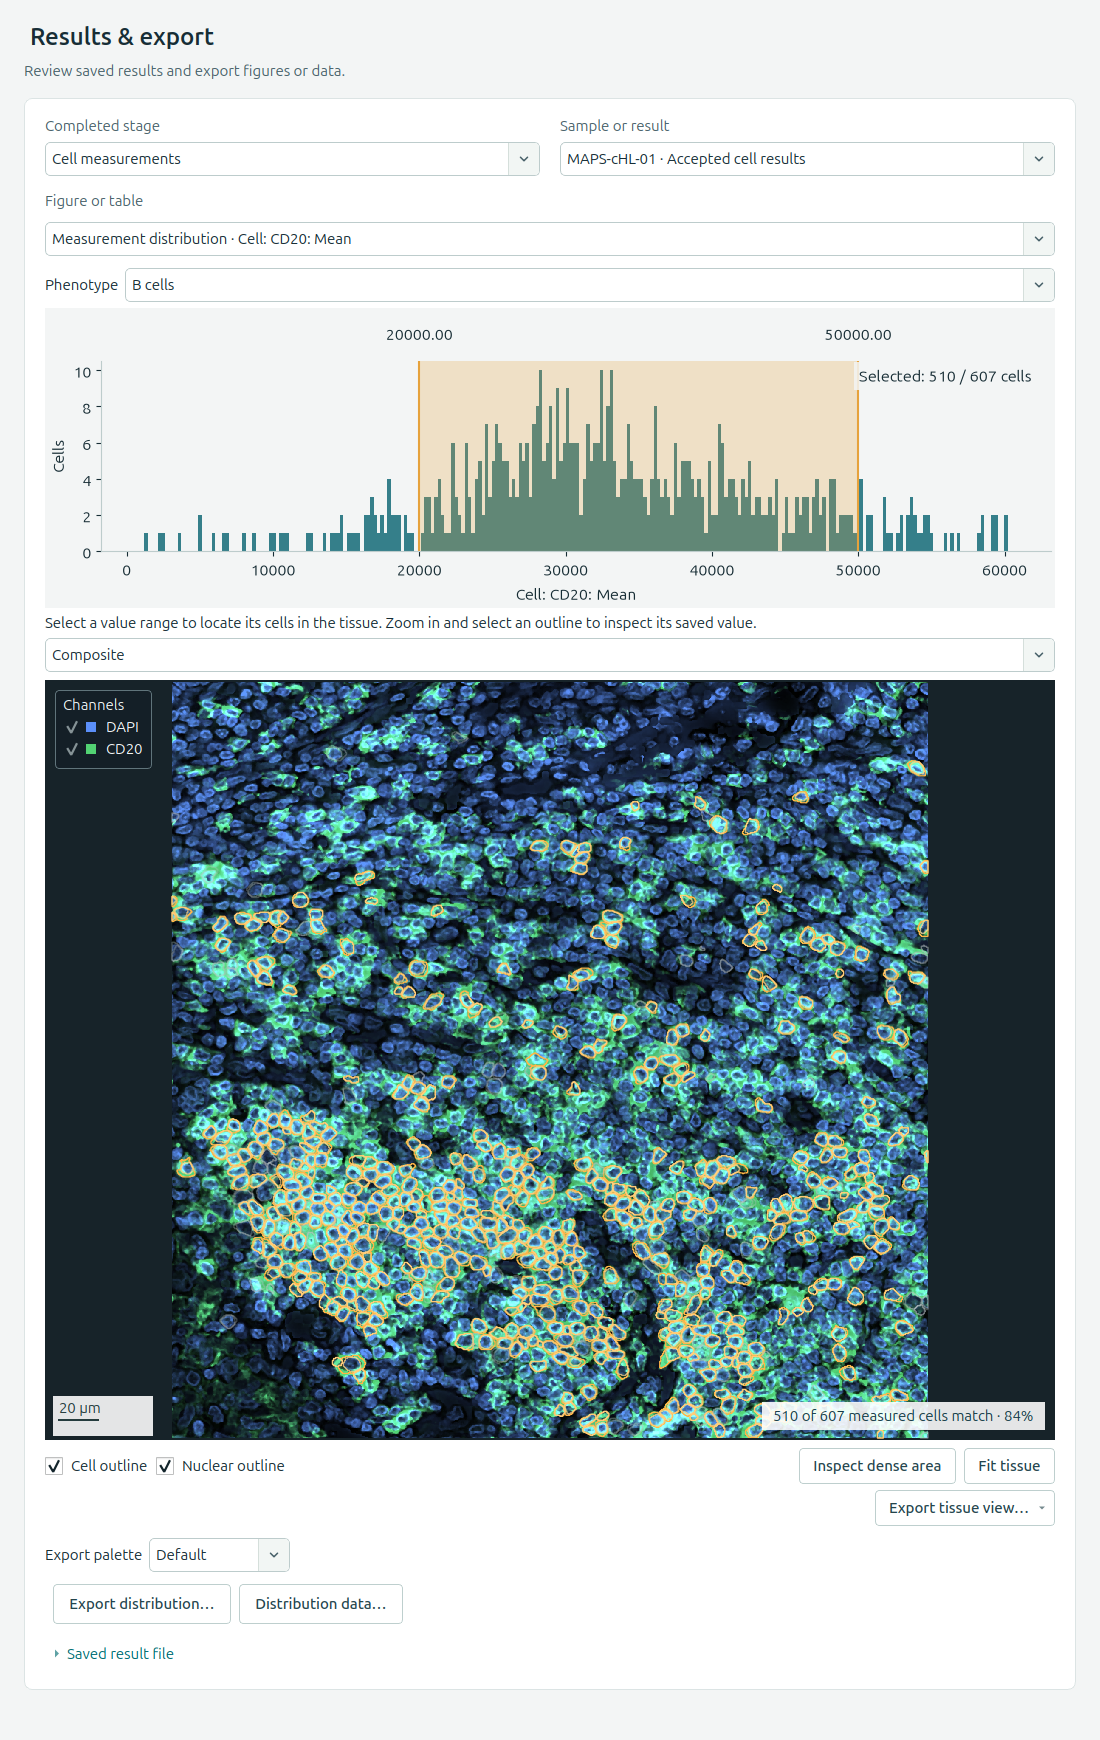 Results & export
Review saved results and export figures or data.
Completed stage
Sample or result
Cell measurements
MAPS-cHL-01 · Accepted cell results
Figure or table
Measurement distribution · Cell: CD20: Mean
Phenotype
B cells
20000.00
50000.00
Selected: 510 / 607 cells
10
8
6
4
2
0
Cells
0
10000
20000
30000
40000
50000
60000
Cell: CD20: Mean
Select a value range to locate its cells in the tissue. Zoom in and select an outline to inspect its saved value.
Composite
Channels
DAPI
CD20
20 µm
510 of 607 measured cells match · 84%
Cell outline
Nuclear outline
Inspect dense area
Fit tissue
Export tissue view...
Export palette
Default
Export distribution...
Distribution data...
Saved result file